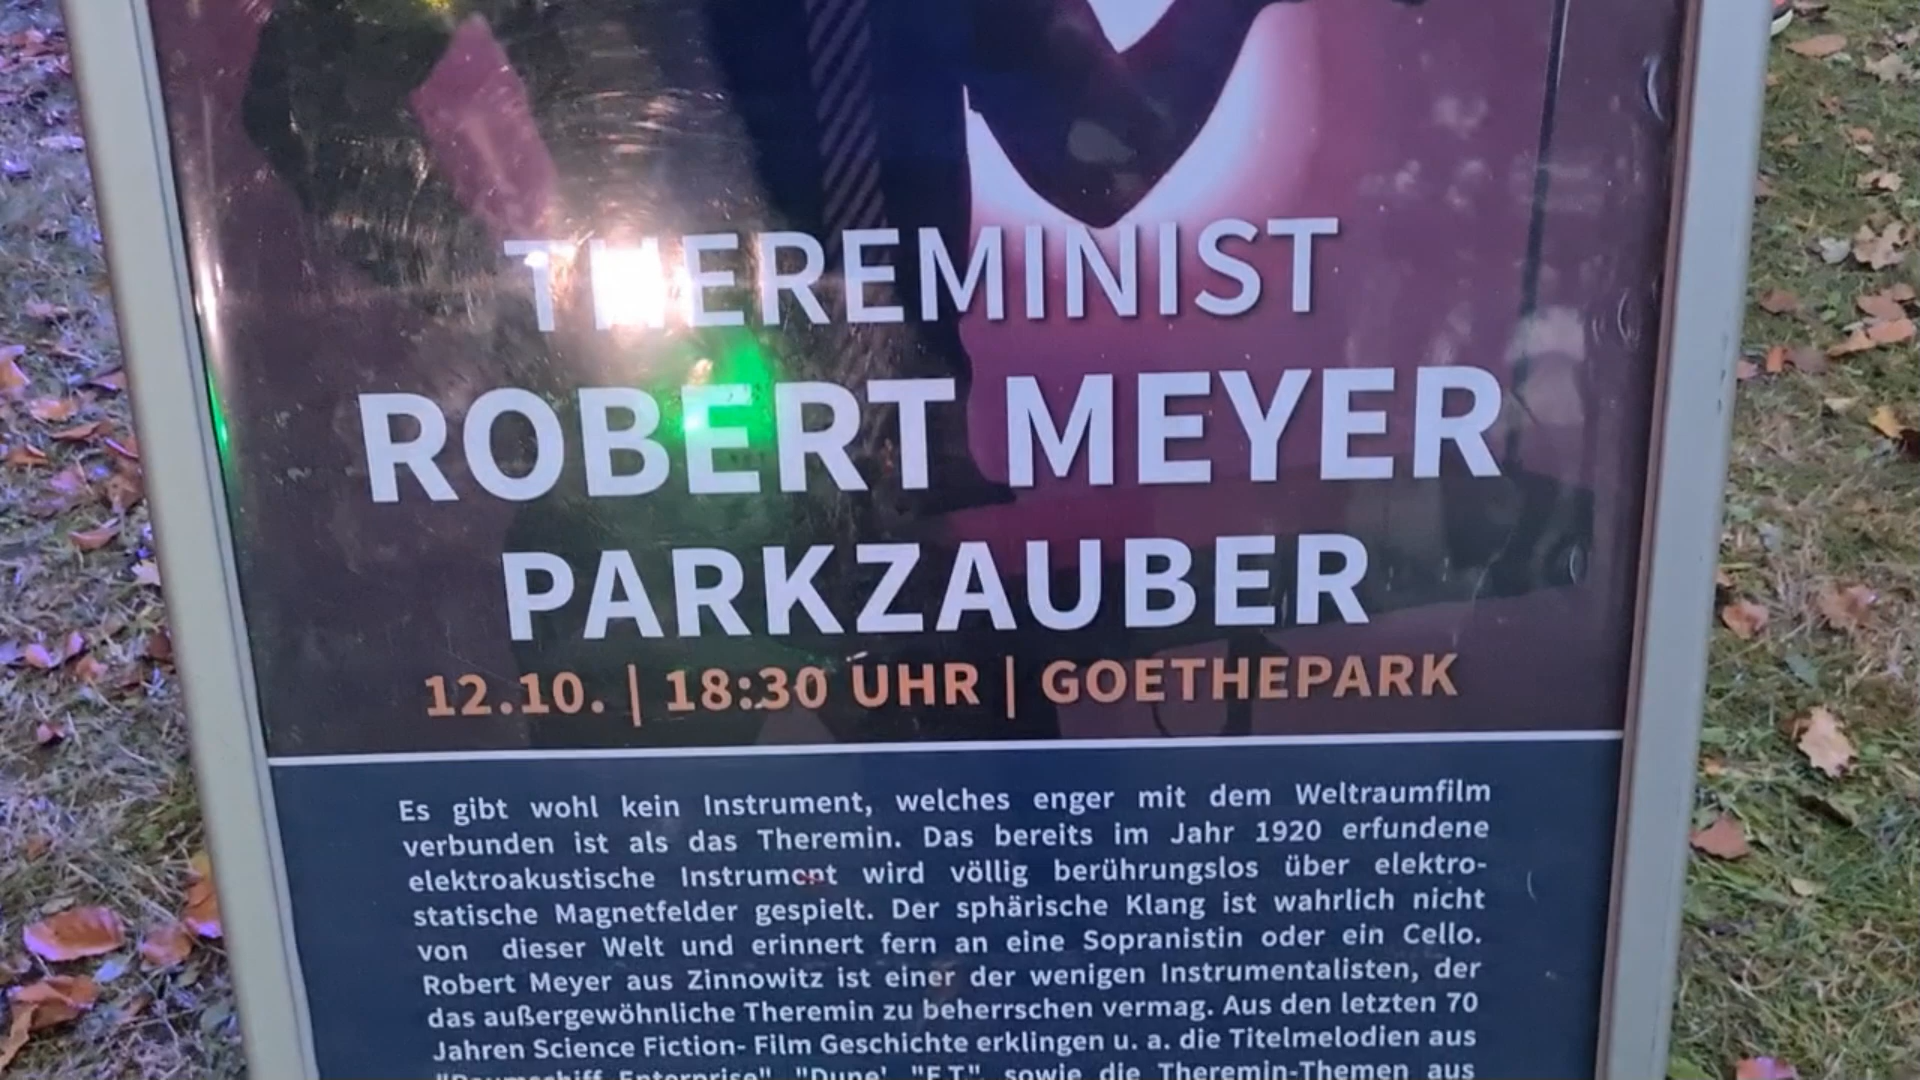 THEREMINIST
ROBERT MEYER
PARKZAUBER
12.10. | 18:30 UHR | GOETHEPARK
Es gibt wohl kein Instrument, welches enger mit dem Weltraumfilm
verbunden ist als das Theremin. Das bereits im Jahr 1920 erfundene
elektroakustische Instrument wird völlig berührungslos über elektro-
statische Magnetfelder gespielt. Der sphärische Klang ist wahrlich nicht
von dieser Welt und erinnert fern an eine Sopranistin oder ein Cello.
Robert Meyer aus Zinnowitz ist einer der wenigen Instrumentalisten, der
das außergewöhnliche Theremin zu beherrschen vermag. Aus den letzten 70
Jahren Science Fiction- Film Geschichte erklingen u. a. die Titelmelodien aus
"Raumschiff Enterprise", "Dune' "E.T", sowie die Theremin-Themen aus